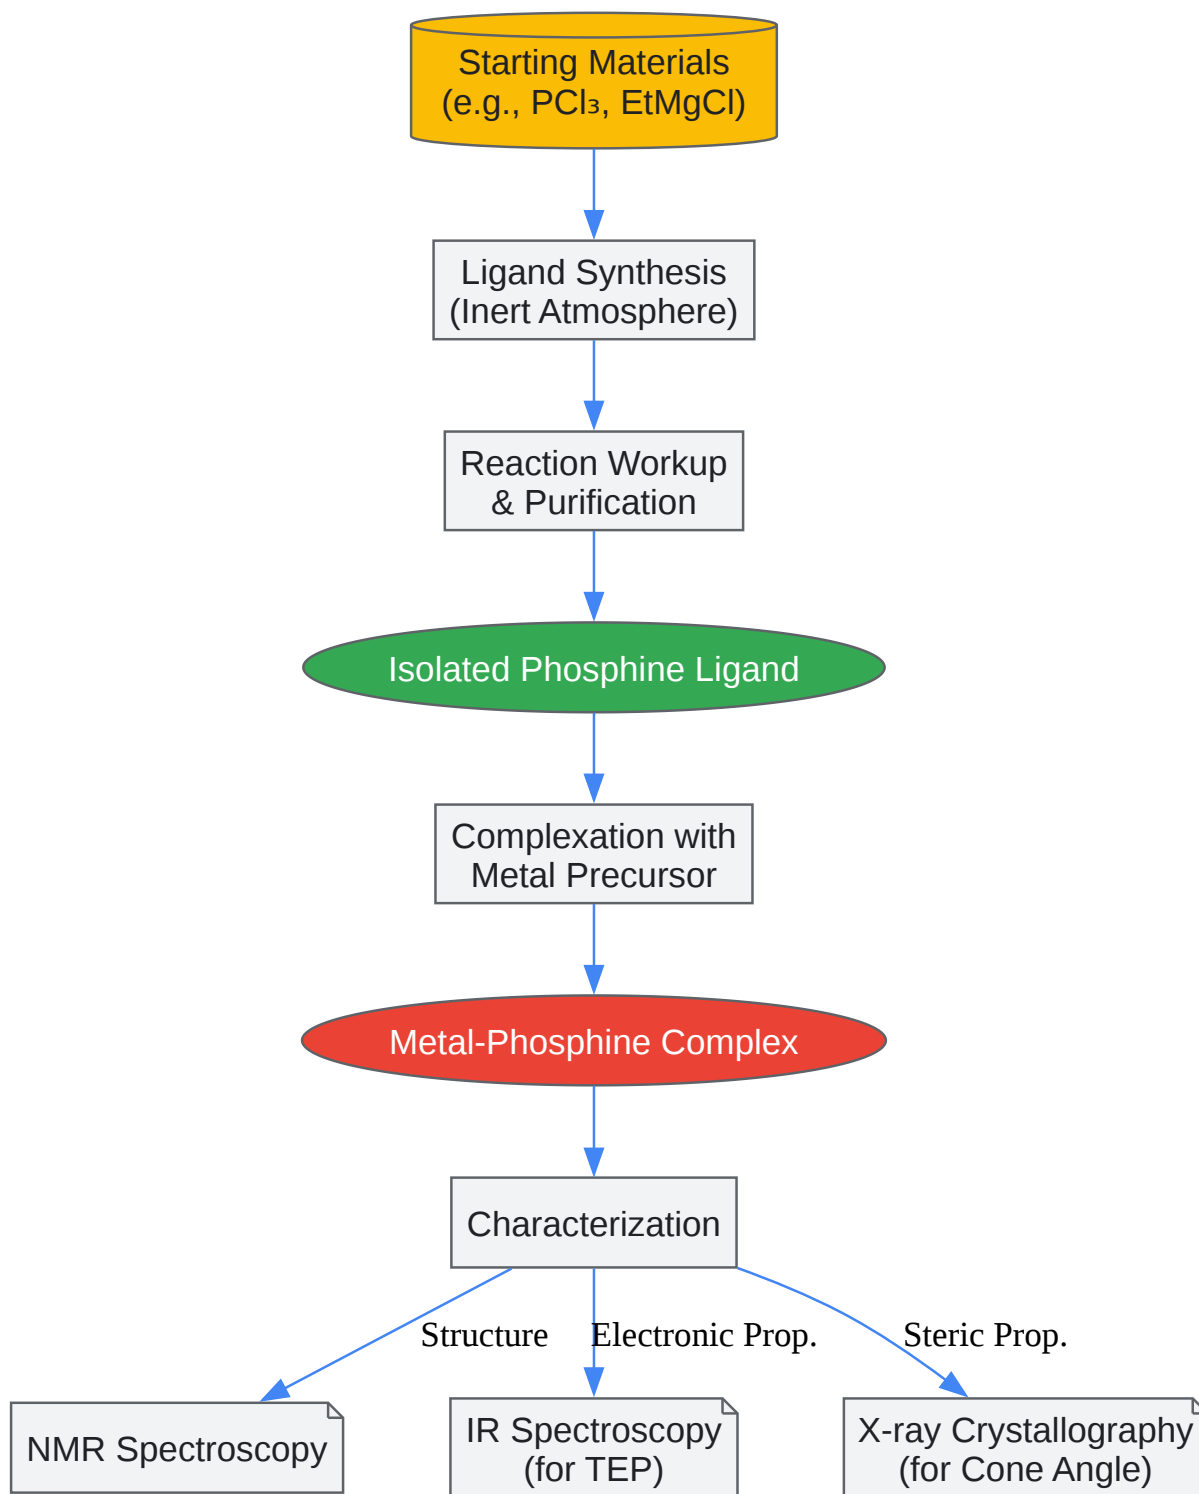 Starting Materials
(e.g., PCl₃, EtMgCl)
Ligand Synthesis
(Inert Atmosphere)
Reaction Workup
& Purification
Isolated Phosphine Ligand
Complexation with
Metal Precursor
Metal-Phosphine Complex
Characterization
Structure
Electronic Prop.
Steric Prop.
NMR Spectroscopy
IR Spectroscopy
(for TEP)
X-ray Crystallography
(for Cone Angle)